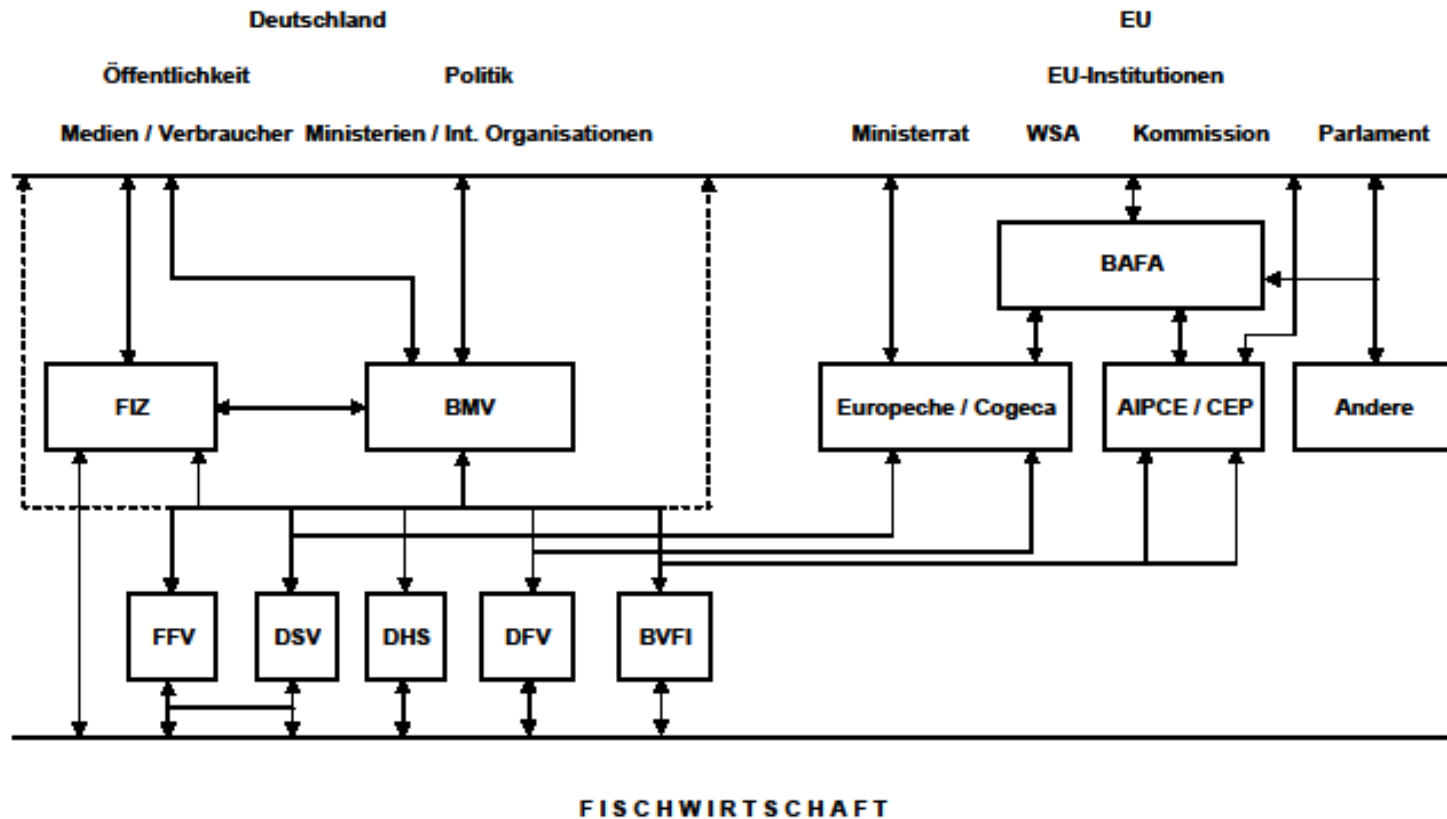 Deutschland EU
Öffentlichkeit Politik EU-Institutionen
Medien / Verbraucher Ministerien / Int. Organisationen Ministerrat WSA Kommission Parlament
BAFA
FIZ BMV Europeche / Cogeca AIPCE / CEP Andere
FFV DSV DHS DFV BVFI
FISCHWIRTSCHAFT